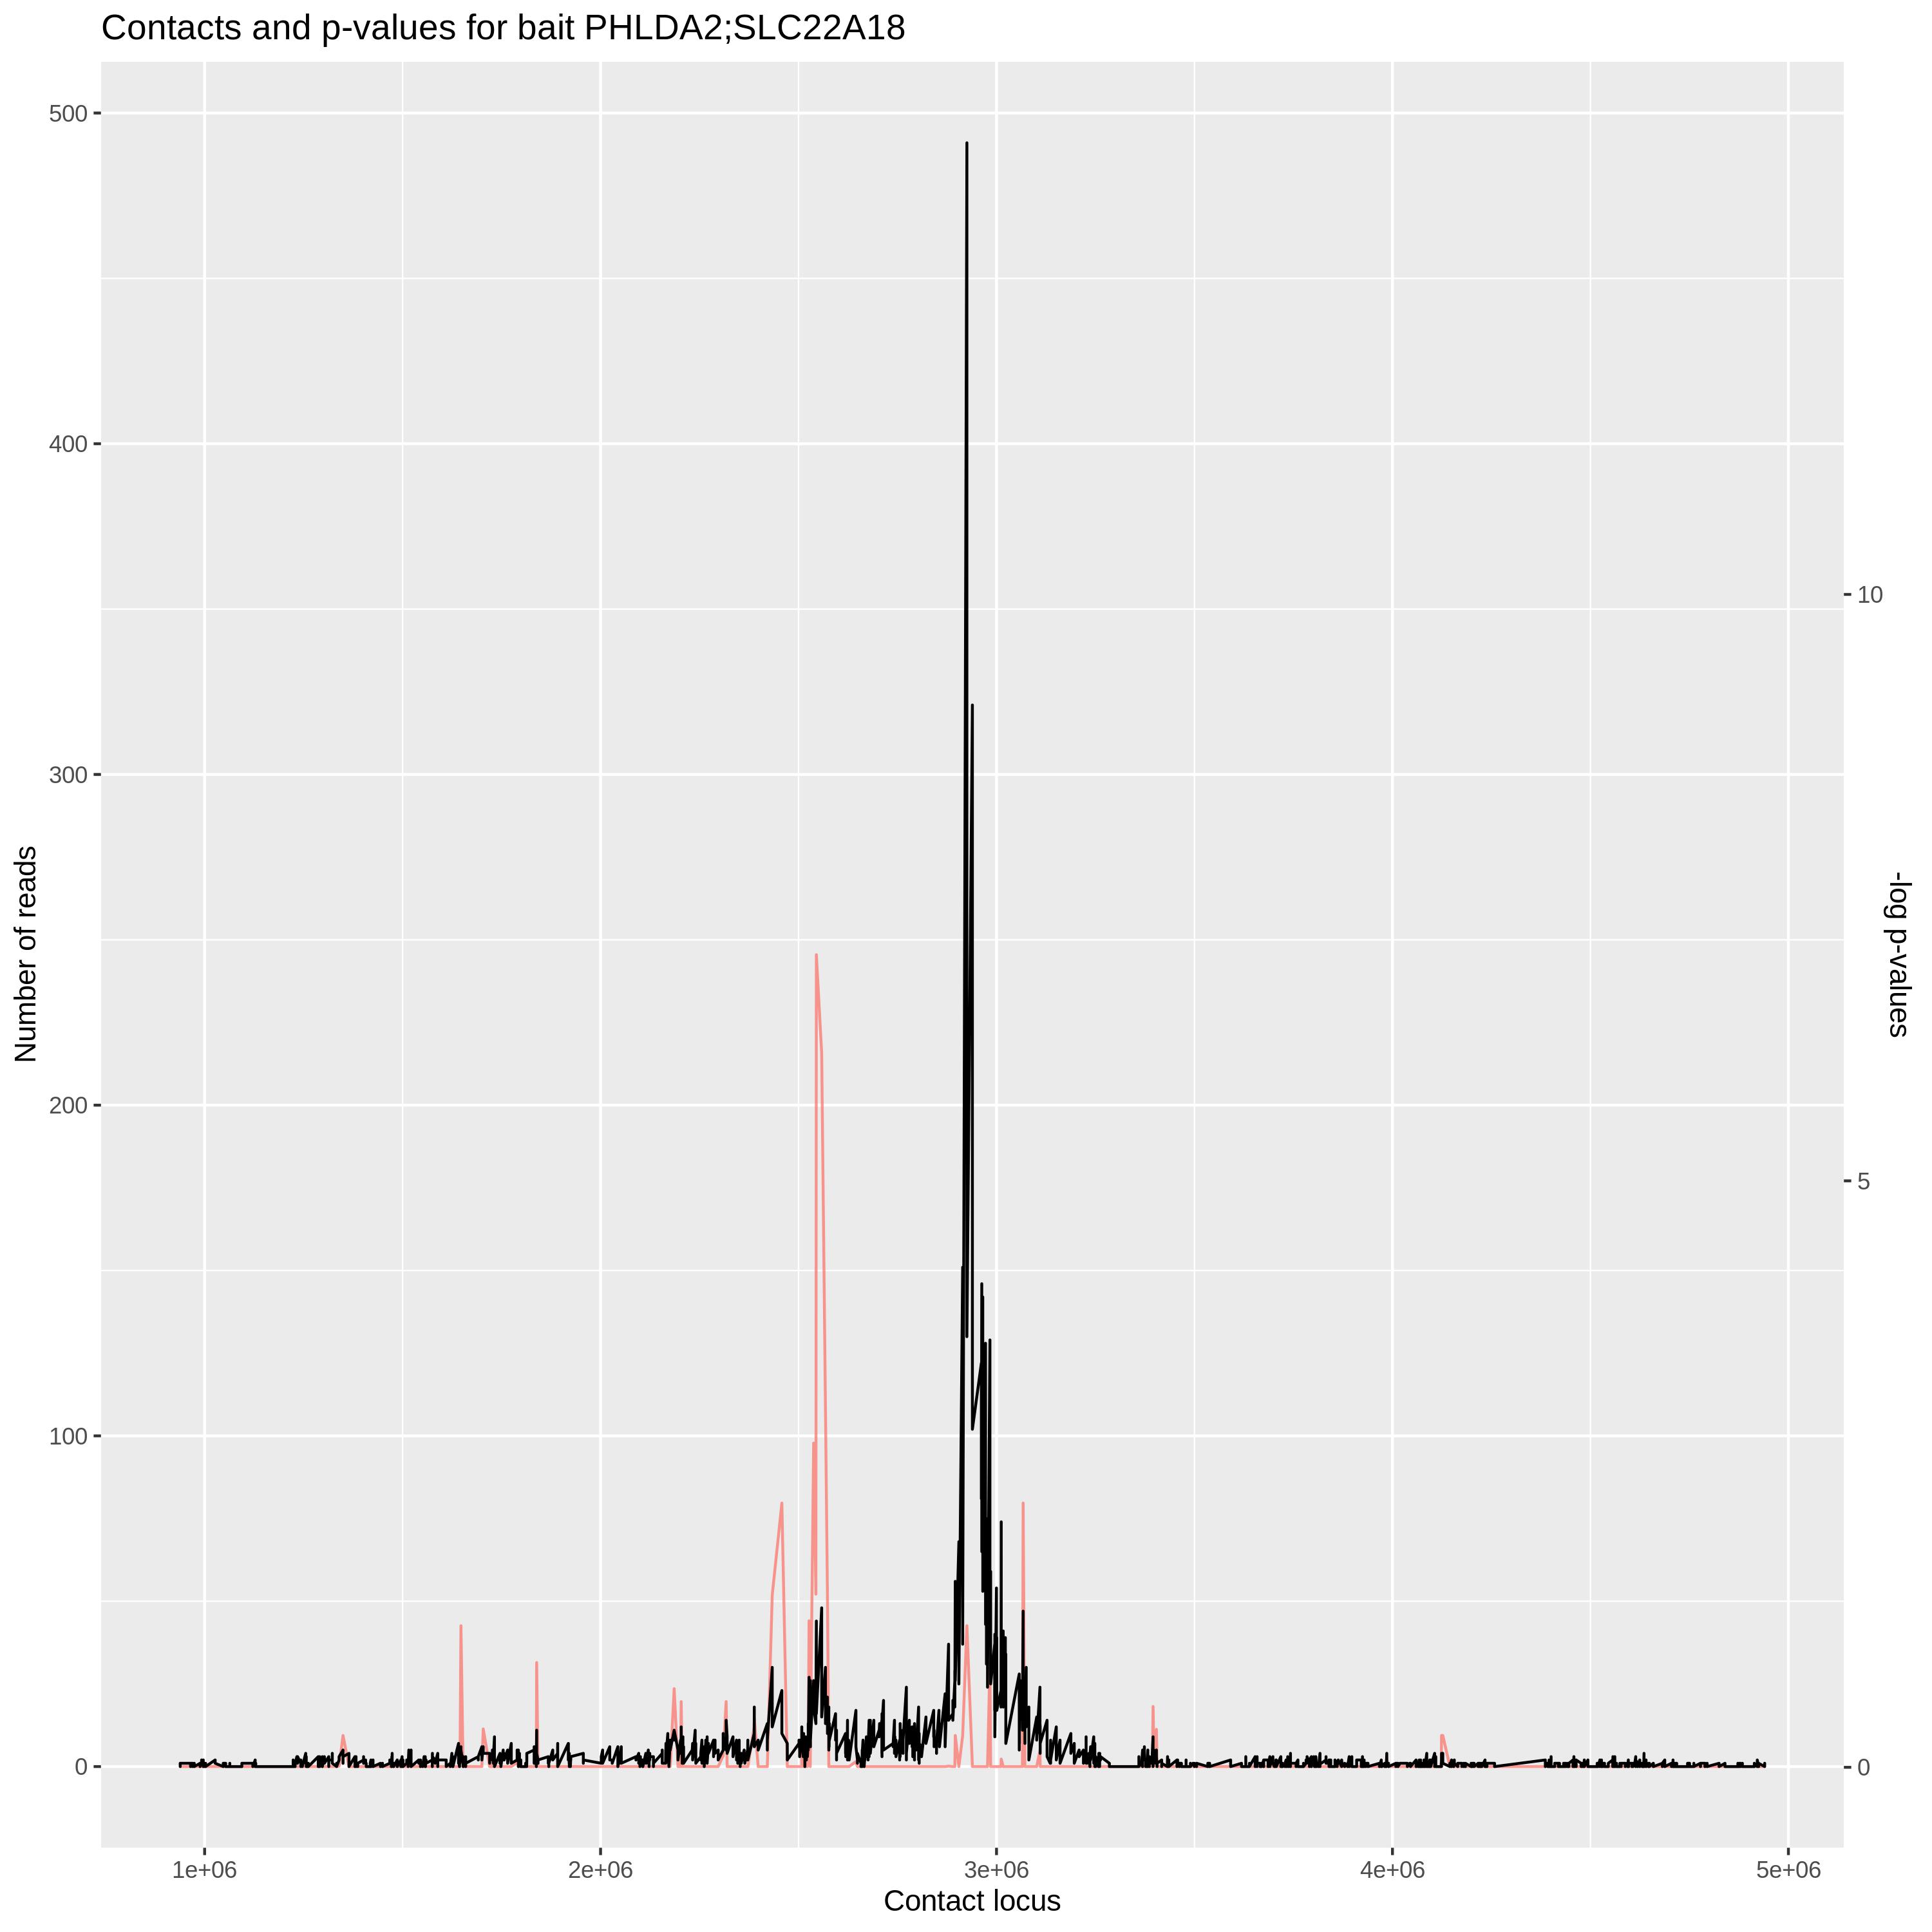 Contacts and p-values for bait PHLDA2;SLC22A18
500
400
300
200
100
0
Number of reads
10
5
0
-log p-values
1e+06
2e+06
3e+06
4e+06
5e+06
Contact locus